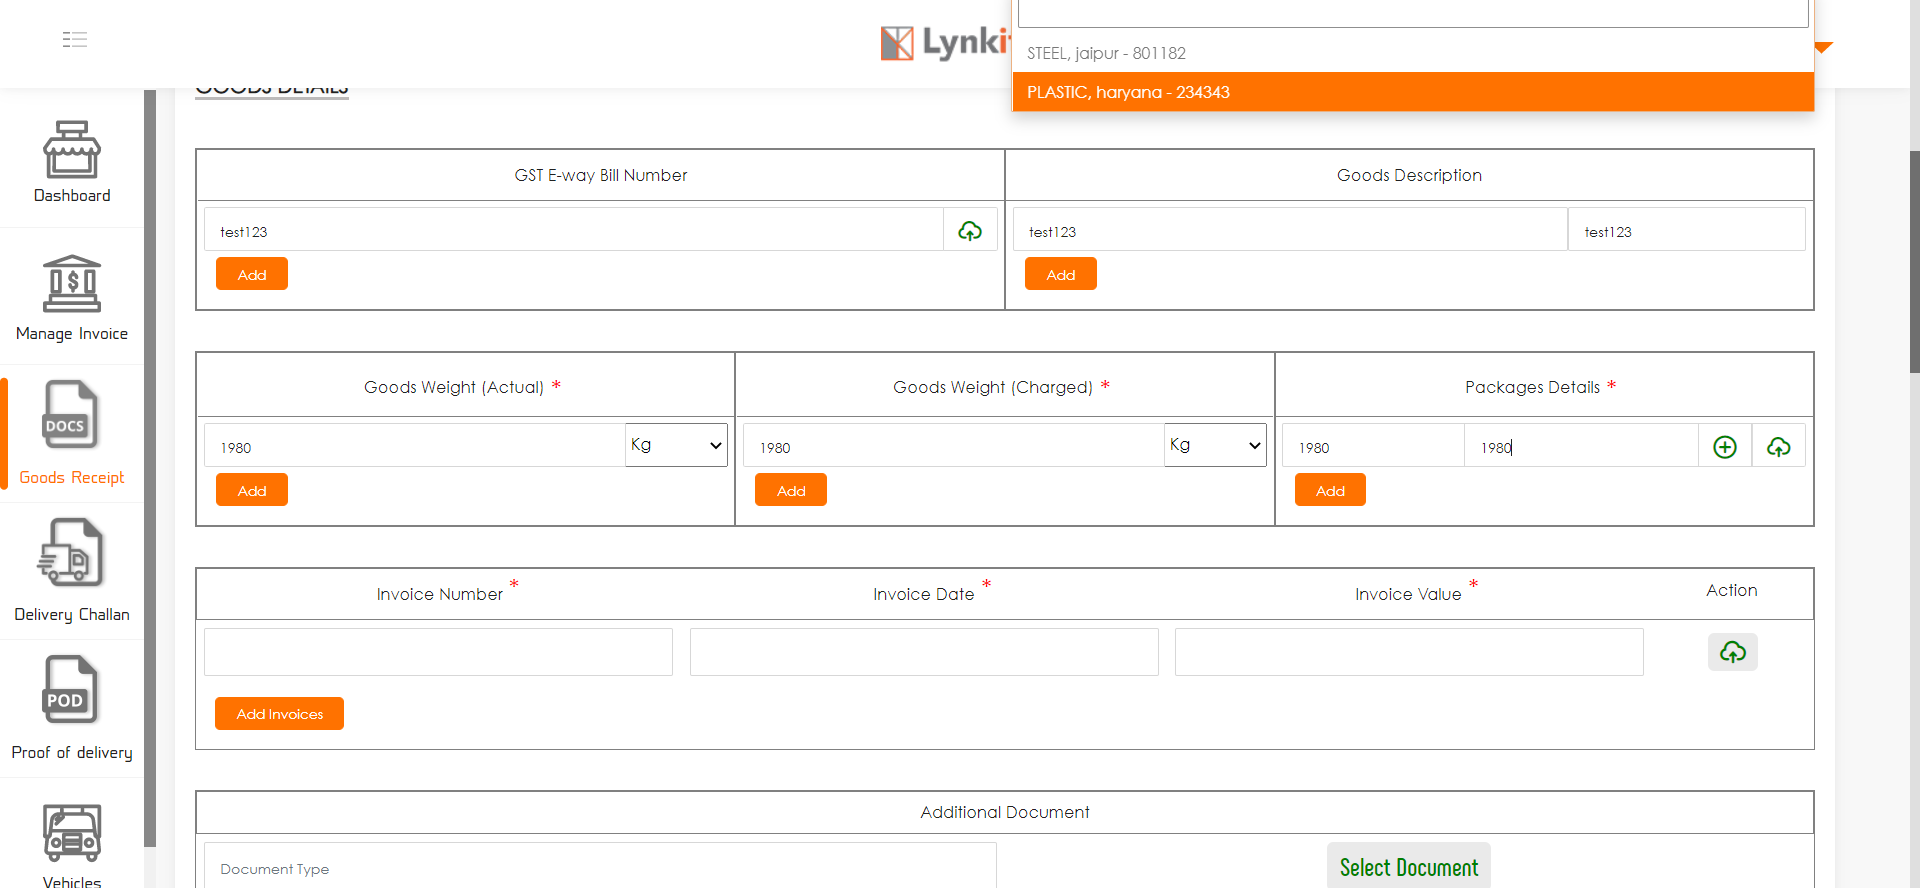 Lynki
STEEL, jaipur - 801182
PLASTIC, haryana - 234343
GOODS DETAILS
Dashboard
Manage Invoice
DOCS
Goods Receipt
Delivery Challan
POD
Proof of delivery
Vehicles
GST E-way Bill Number
Goods Description
test123
test123
test123
Add
Add
Goods Weight (Actual) *
Goods Weight (Charged) *
Packages Details *
1980
Kg
1980
Kg
1980
1980
Add
Add
Add
Invoice Number *
Invoice Date *
Invoice Value *
Action
Add Invoices
Additional Document
Document Type
Select Document